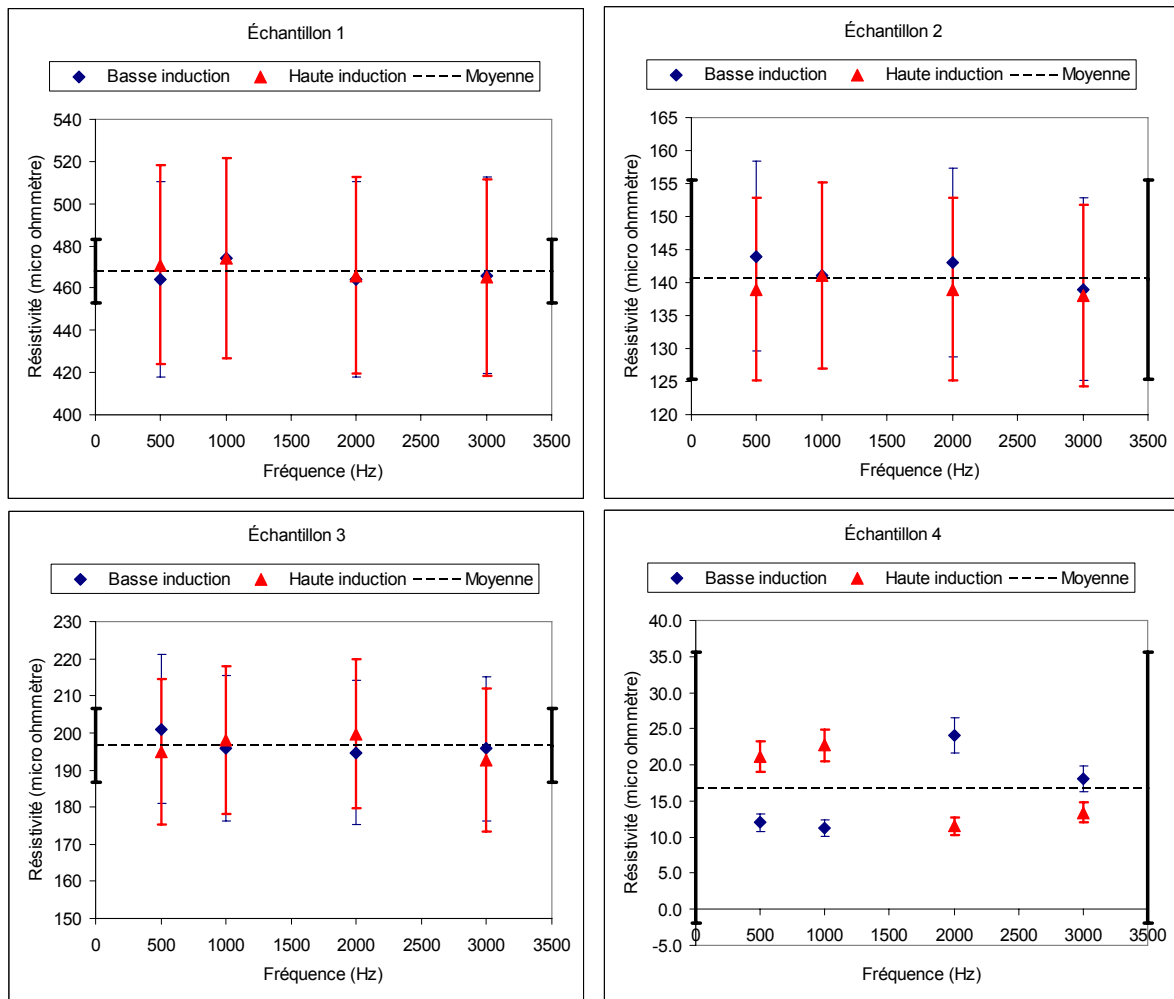 Échantillon 1
Basse induction Haute induction Moyenne
Résistivité (micro ohmmètre)
540
520
500
480
460
440
420
400
0 500 1000 1500 2000 2500 3000 3500
Fréquence (Hz)
Échantillon 2
Basse induction Haute induction Moyenne
Résistivité (micro ohmmètre)
165
160
155
150
145
140
135
130
125
120
0 500 1000 1500 2000 2500 3000 3500
Fréquence (Hz)
Échantillon 3
Basse induction Haute induction Moyenne
Résistivité (micro ohmmètre)
230
220
210
200
190
180
170
160
150
0 500 1000 1500 2000 2500 3000 3500
Fréquence (Hz)
Échantillon 4
Basse induction Haute induction Moyenne
Résistivité (micro ohmmètre)
40.0
35.0
30.0
25.0
20.0
15.0
10.0
5.0
0.0
-5.0
0 500 1000 1500 2000 2500 3000 3500
Fréquence (Hz)